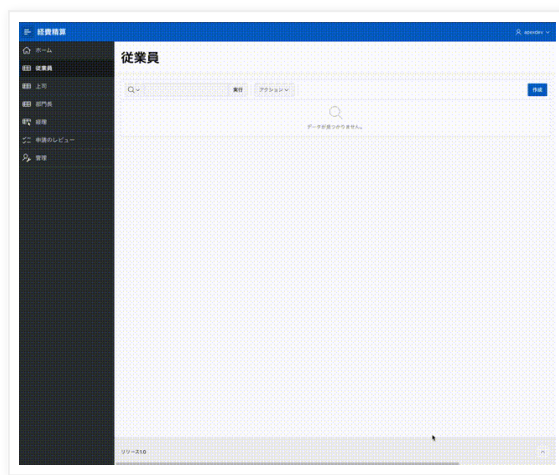 経費精算
ホーム
従業員
上司
部門長
経理
申請のレビュー
管理
従業員
実行
アクション
作成
データが見つかりません。
リリース1.0